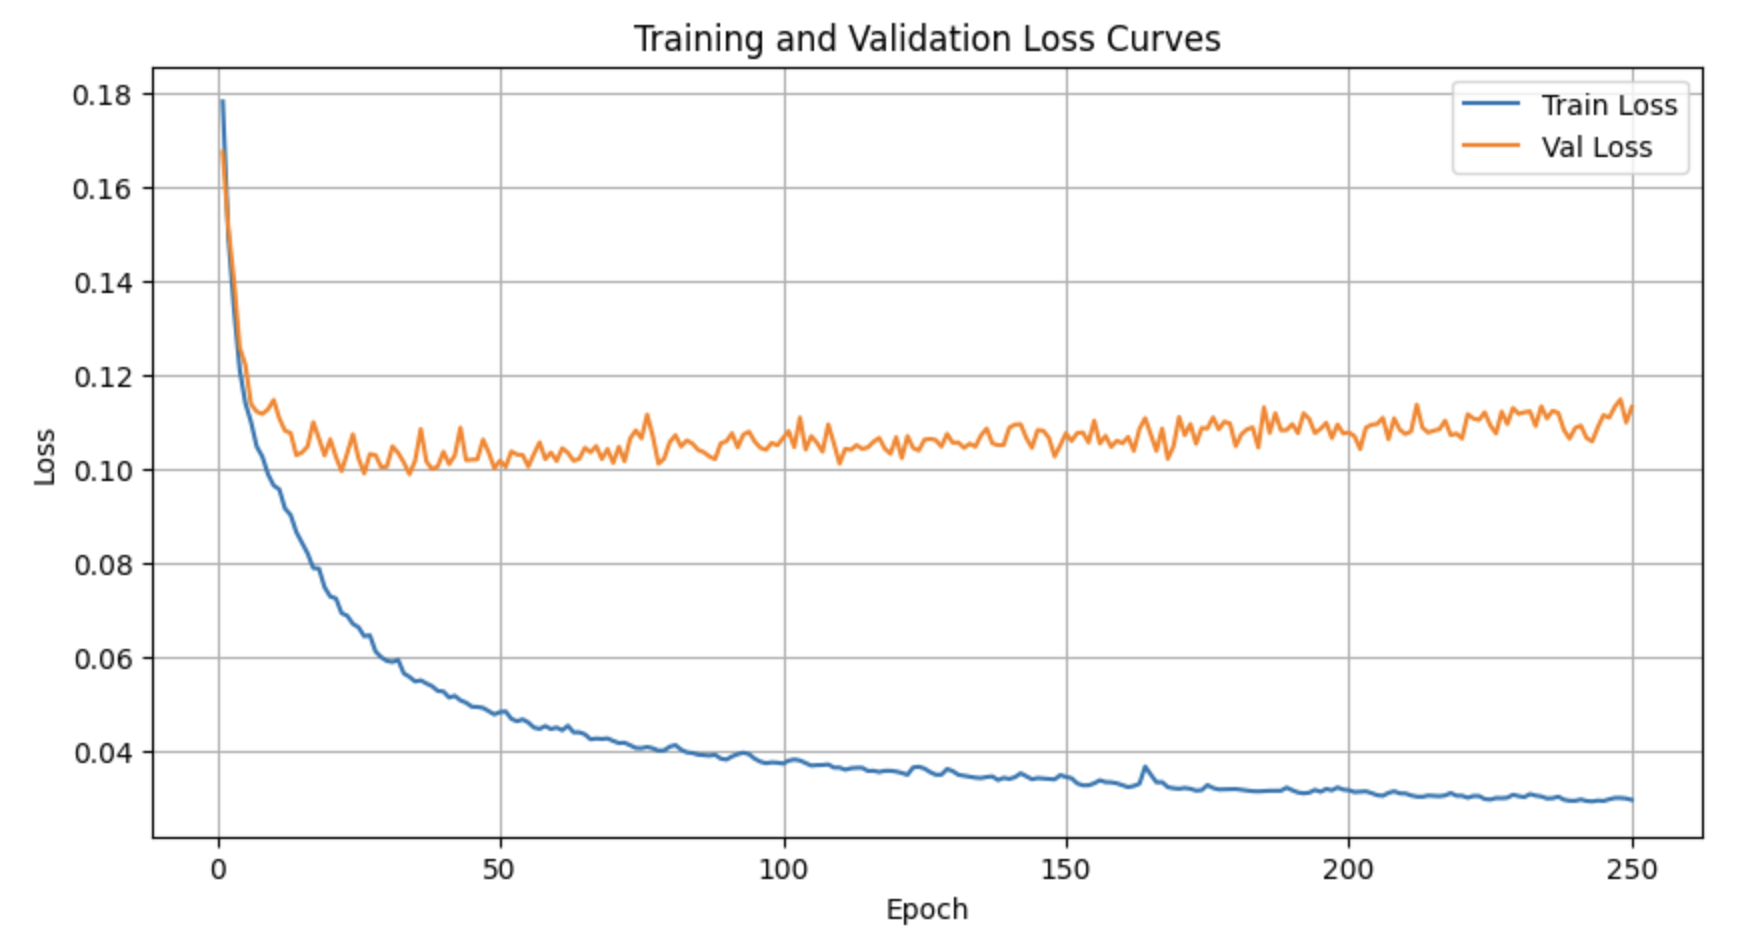 Training and Validation Loss Curves
Train Loss
Val Loss
0.18
0.16
0.14
0.12
0.10
0.08
0.06
0.04
Loss
0 50 100 150 200 250
Epoch